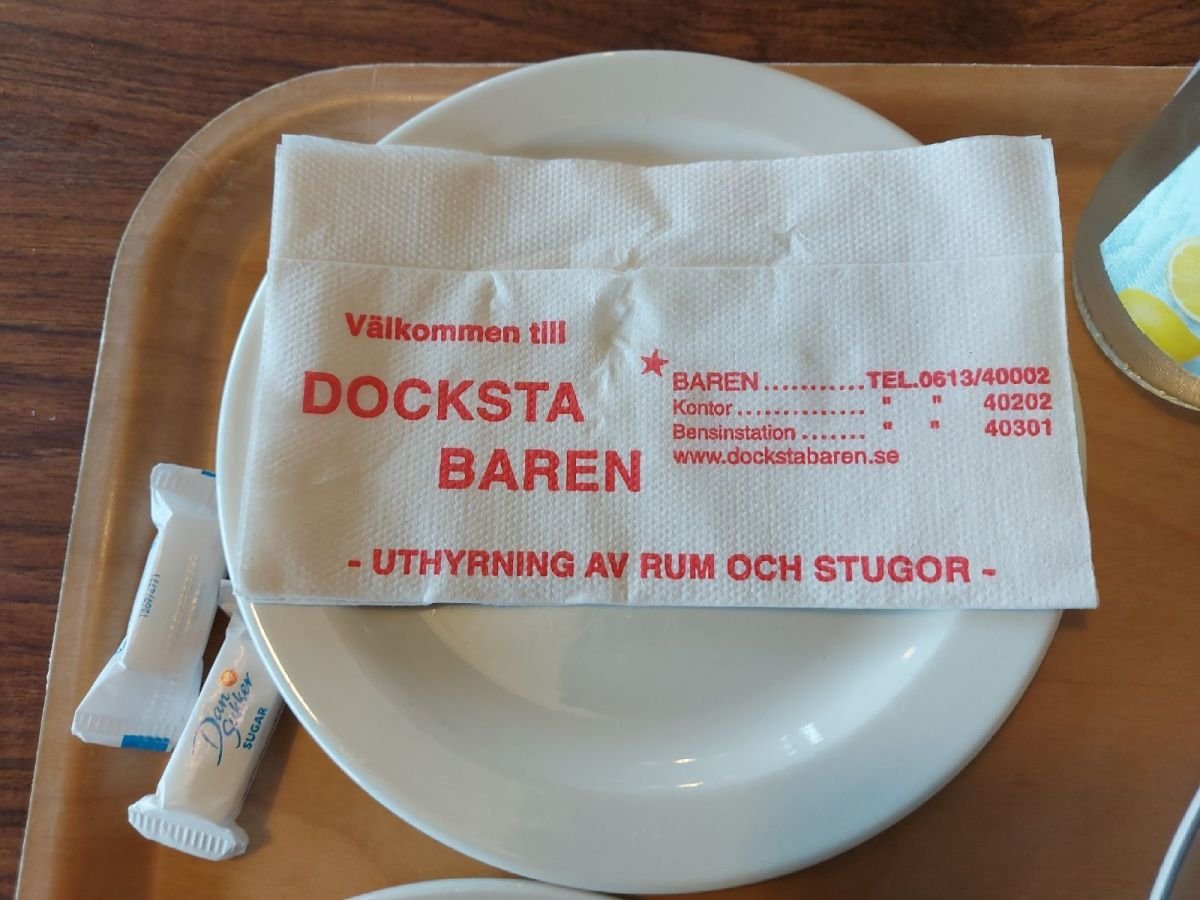 Välkommen till
DOCKSTA
BAREN
BAREN...........TEL.0613/40002
Kontor.............. " " 40202
Bensinstation....... " " 40301
www.dockstabaren.se
- UTHYRNING AV RUM OCH STUGOR -
126974771
Dan
Sukker
SUGAR